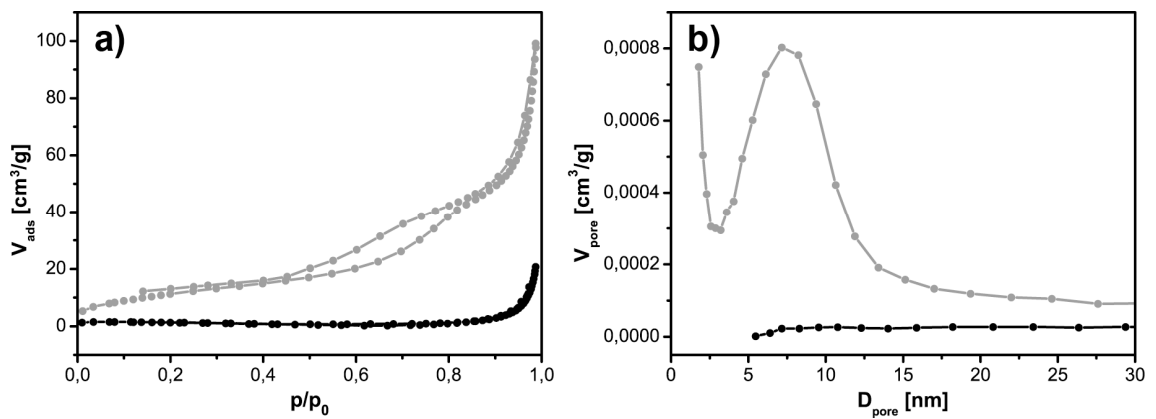 a)
100
80
60
40
20
0
V_ads [cm³/g]
0,0 0,2 0,4 0,6 0,8 1,0
p/p₀
b)
0,0008
0,0006
0,0004
0,0002
0,0000
V_pore [cm³/g]
0 5 10 15 20 25 30
D_pore [nm]